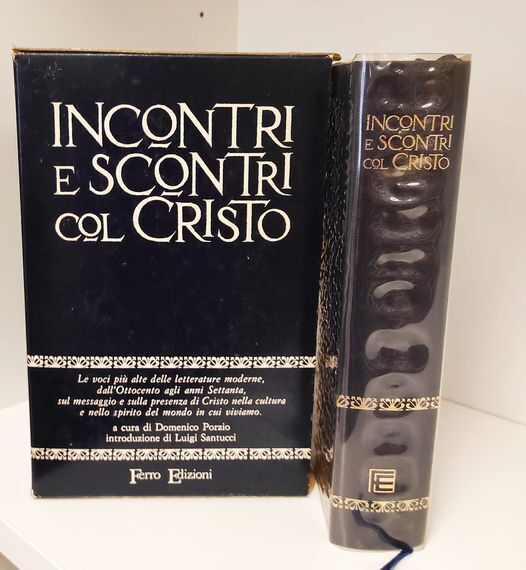 INCONTRI
E SCONTRI
COL CRISTO
Le voci più alte delle letterature moderne,
dall'Ottocento agli anni Settanta,
sul messaggio e sulla presenza di Cristo nella cultura
e nello spirito del mondo in cui viviamo.
a cura di Domenico Porzio
introduzione di Luigi Santucci
Ferro Edizioni
INCONTRI
E SCONTRI
COL CRISTO
FE